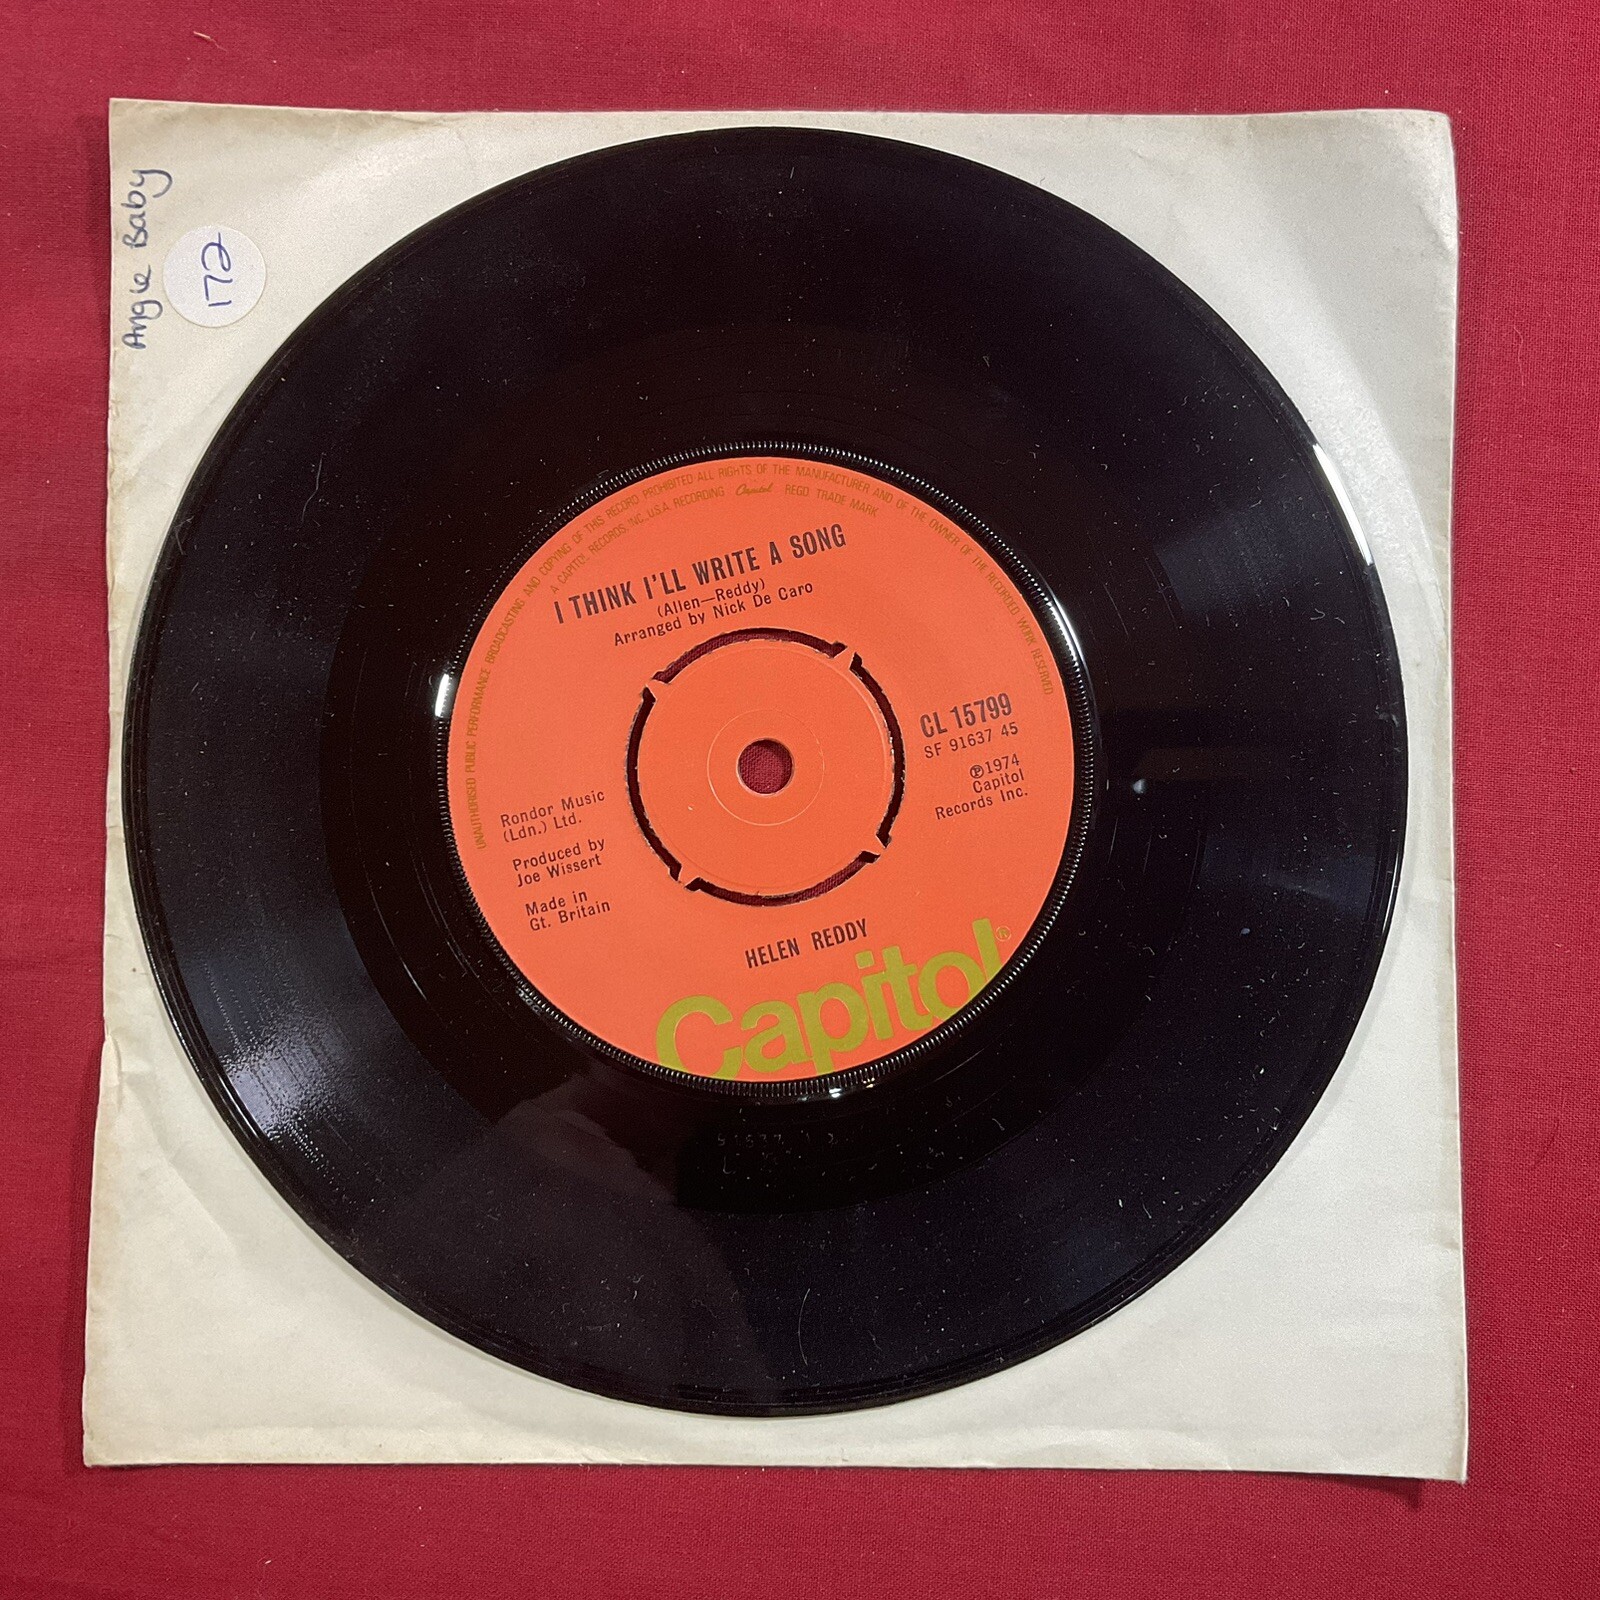 Angie Baby
172
UNAUTHORISED PUBLIC PERFORMANCE BROADCASTING AND COPYING OF THIS RECORD PROHIBITED ALL RIGHTS OF THE MANUFACTURER AND OF THE OWNER OF THE RECORDED WORK RESERVED
A CAPITOL RECORDS, INC., U.S.A. RECORDING Capitol REGD TRADE MARK
I THINK I'LL WRITE A SONG
(Allen—Reddy)
Arranged by Nick De Caro
CL 15799
SF 91637 45
℗1974
Capitol
Records Inc.
Rondor Music
(Ldn.) Ltd.
Produced by
Joe Wissert
Made in
Gt. Britain
HELEN REDDY
Capitol®